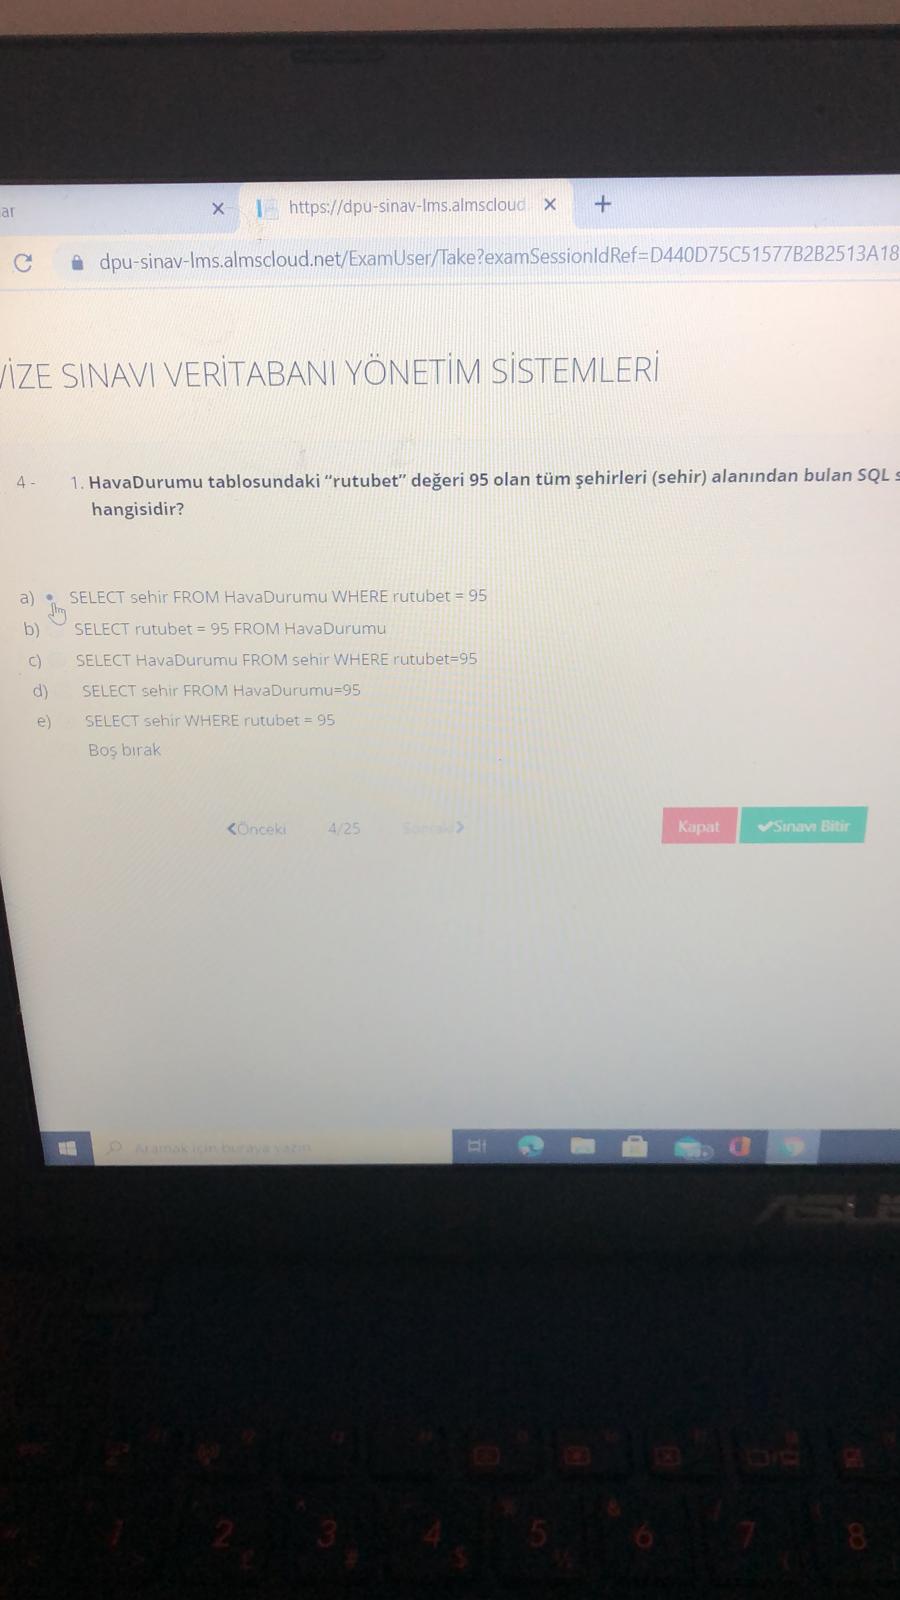 ar
https://dpu-sinav-lms.almscloud
dpu-sinav-lms.almscloud.net/ExamUser/Take?examSessionIdRef=D440D75C51577B2B2513A18
VİZE SINAVI VERİTABANI YÖNETİM SİSTEMLERİ
4 - 1. HavaDurumu tablosundaki “rutubet” değeri 95 olan tüm şehirleri (sehir) alanından bulan SQL s
hangisidir?
a) SELECT sehir FROM HavaDurumu WHERE rutubet = 95
b) SELECT rutubet = 95 FROM HavaDurumu
c) SELECT HavaDurumu FROM sehir WHERE rutubet=95
d) SELECT sehir FROM HavaDurumu=95
e) SELECT sehir WHERE rutubet = 95
Boş bırak
Önceki 4/25 Sonraki
Kapat Sınavı Bitir
Aramak için buraya yazın
ASUS
1 2 £ 3 # 4 $ 5 6 & 7 / 8